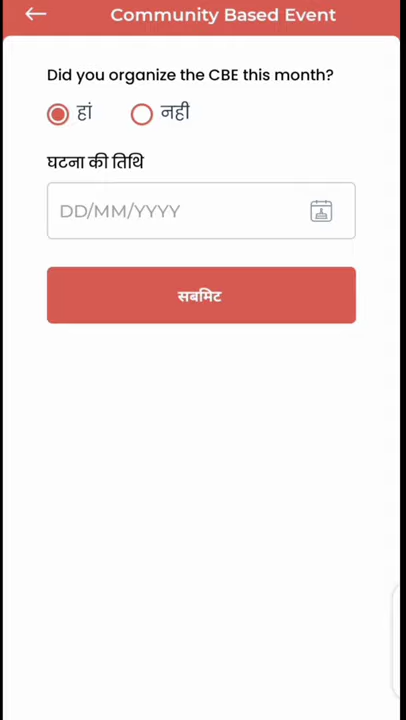 Community Based Event
Did you organize the CBE this month?
हां नही
घटना की तिथि
DD/MM/YYYY
सबमिट